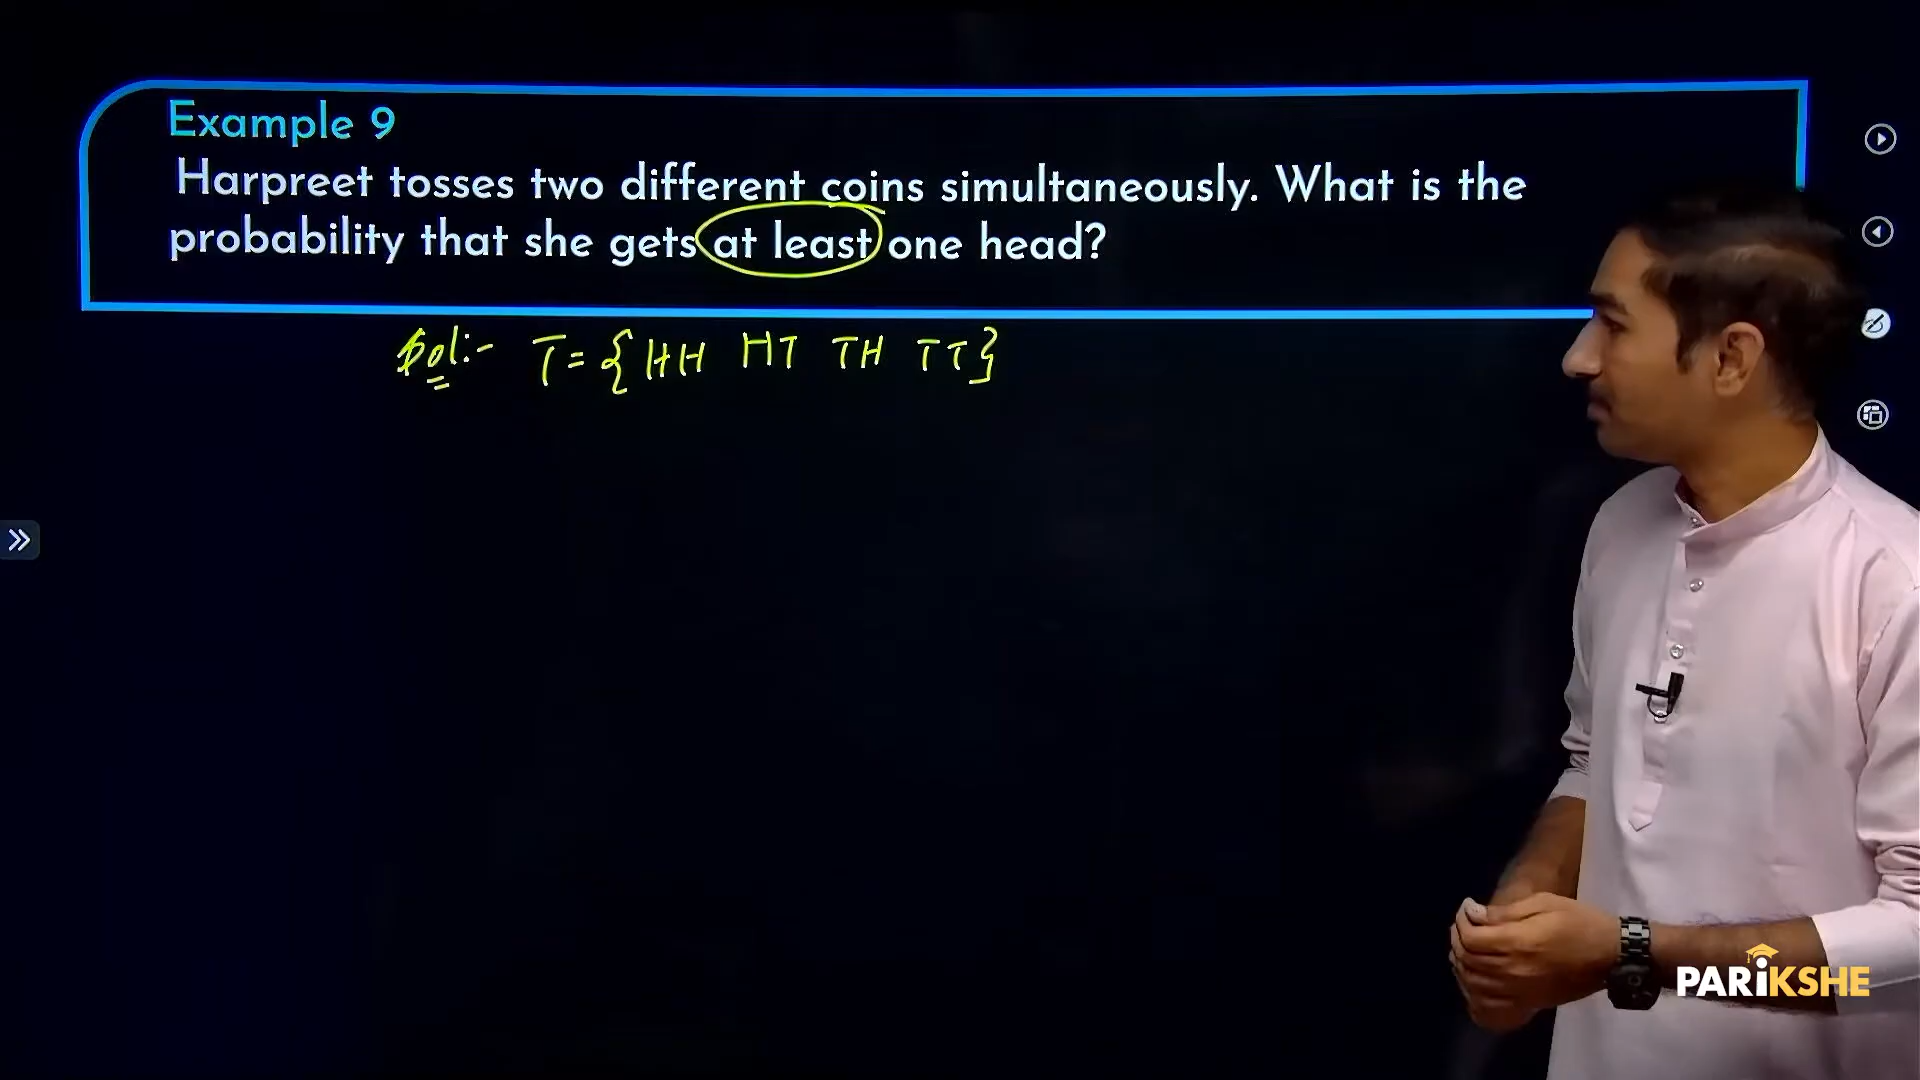 Example 9
Harpreet tosses two different coins simultaneously. What is the
probability that she gets at least one head?
Sol:- T = {HH HT TH TT}
PARiKSHE